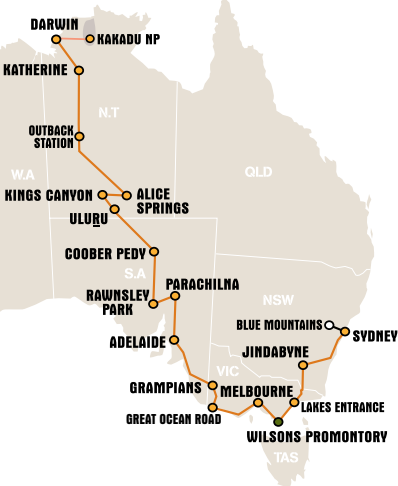 DARWIN
KAKADU NP
KATHERINE
N.T
OUTBACK
STATION
QLD
W.A
KINGS CANYON
ALICE
SPRINGS
ULURU
COOBER PEDY
S.A
PARACHILNA
RAWNSLEY
PARK
NSW
BLUE MOUNTAINS
SYDNEY
ADELAIDE
JINDABYNE
VIC
GRAMPIANS
MELBOURNE
LAKES ENTRANCE
GREAT OCEAN ROAD
WILSONS PROMONTORY
TAS